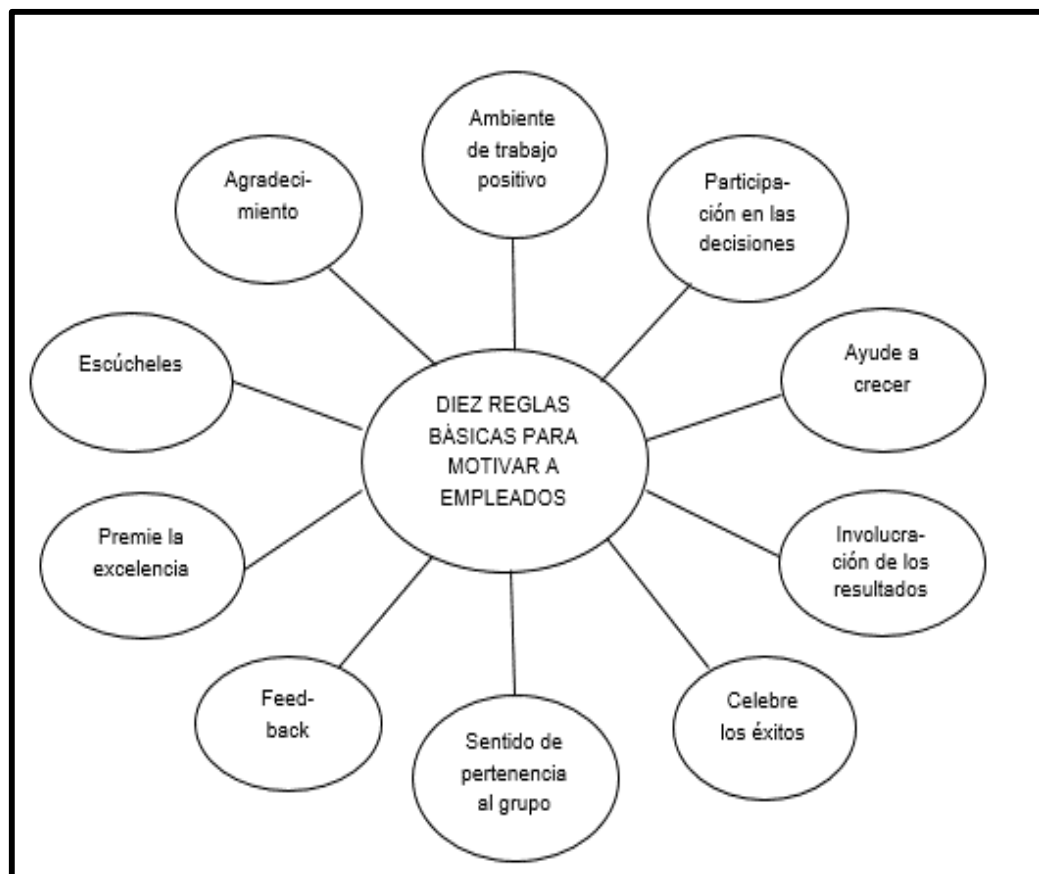 Ambiente
de trabajo
positivo
Participa-
ción en las
decisiones
Ayude a
crecer
Involucra-
ción de los
resultados
Celebre
los éxitos
Sentido de
pertenencia
al grupo
Feed-
back
Premie la
excelencia
Escúcheles
Agradeci-
miento
DIEZ REGLAS
BÁSICAS PARA
MOTIVAR A
EMPLEADOS